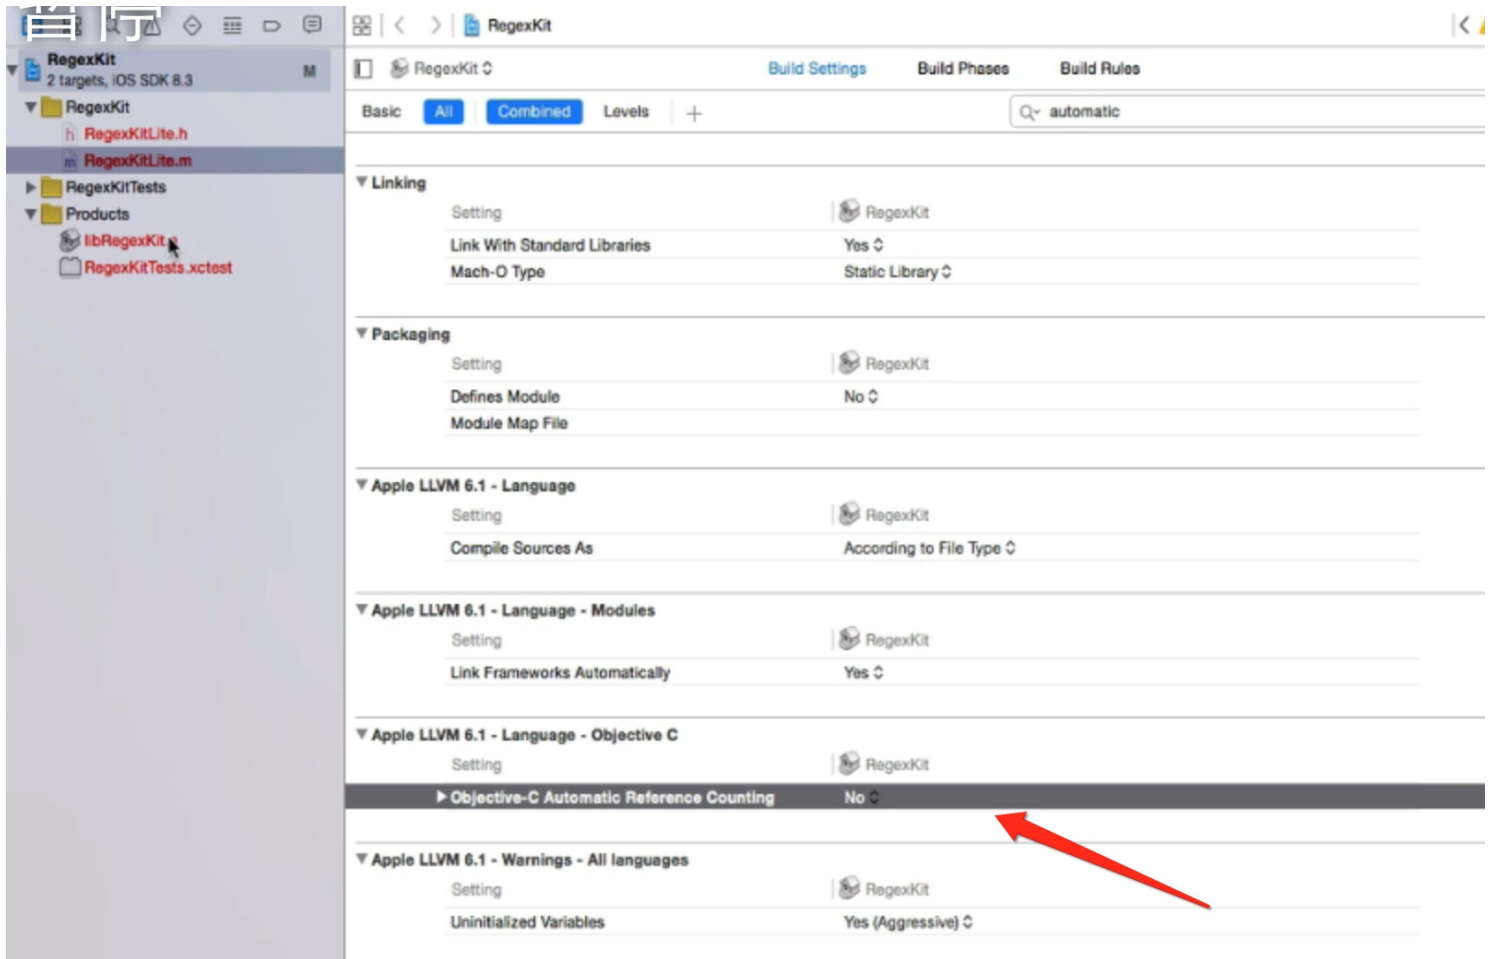 暂停
RegexKit
RegexKit
2 targets, iOS SDK 8.3
M
RegexKit
Build Settings
Build Phases
Build Rules
RegexKit
h RegexKitLite.h
m RegexKitLite.m
RegexKitTests
Products
libRegexKit.
RegexKitTests.xctest
Basic
All
Combined
Levels
automatic
Linking
Setting
RegexKit
Link With Standard Libraries
Yes
Mach-O Type
Static Library
Packaging
Setting
RegexKit
Defines Module
No
Module Map File
Apple LLVM 6.1 - Language
Setting
RegexKit
Compile Sources As
According to File Type
Apple LLVM 6.1 - Language - Modules
Setting
RegexKit
Link Frameworks Automatically
Yes
Apple LLVM 6.1 - Language - Objective C
Setting
RegexKit
Objective-C Automatic Reference Counting
No
Apple LLVM 6.1 - Warnings - All languages
Setting
RegexKit
Uninitialized Variables
Yes (Aggressive)